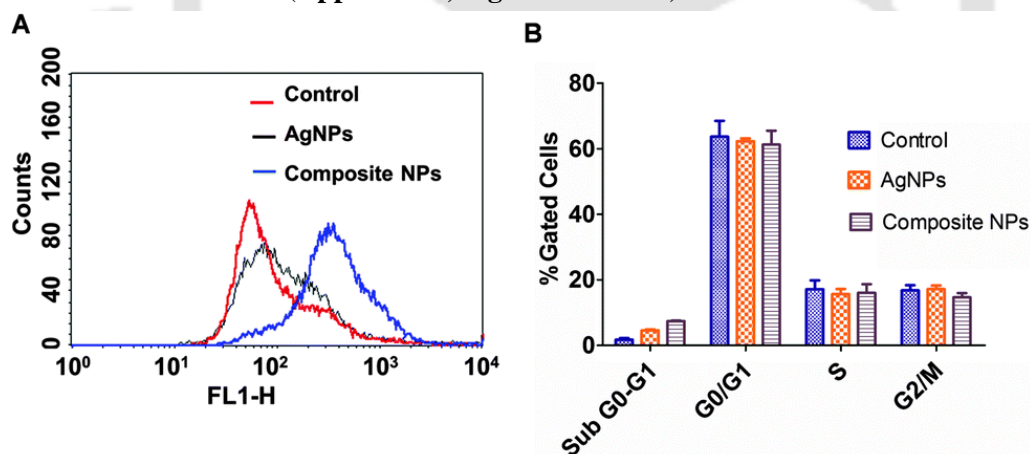 A
B
200
160
120
80
40
0
Counts
Control
AgNPs
Composite NPs
10⁰
10¹
10²
10³
10⁴
FL1-H
80
60
40
20
0
% Gated Cells
Control
AgNPs
Composite NPs
Sub G0-G1
G0/G1
S
G2/M